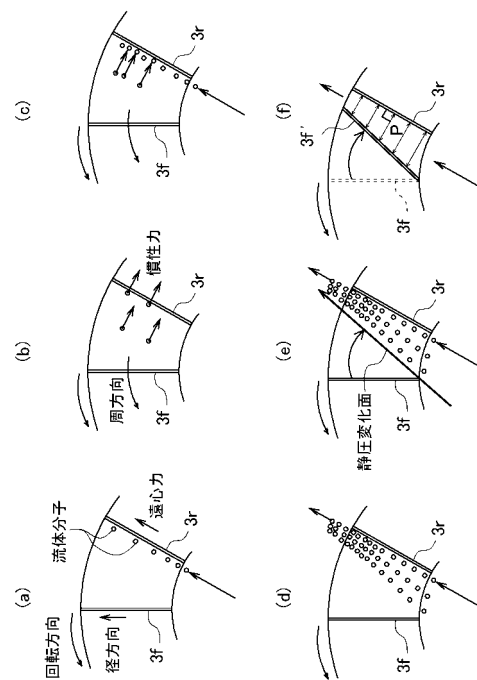 (a)
回転方向
流体分子
遠心力
径方向
3f
3r
(b)
周方向
慣性力
3f
3r
(c)
3f
3r
(d)
3f
3r
(e)
静圧変化面
3f
3r
(f)
3f'
P
3f
3r